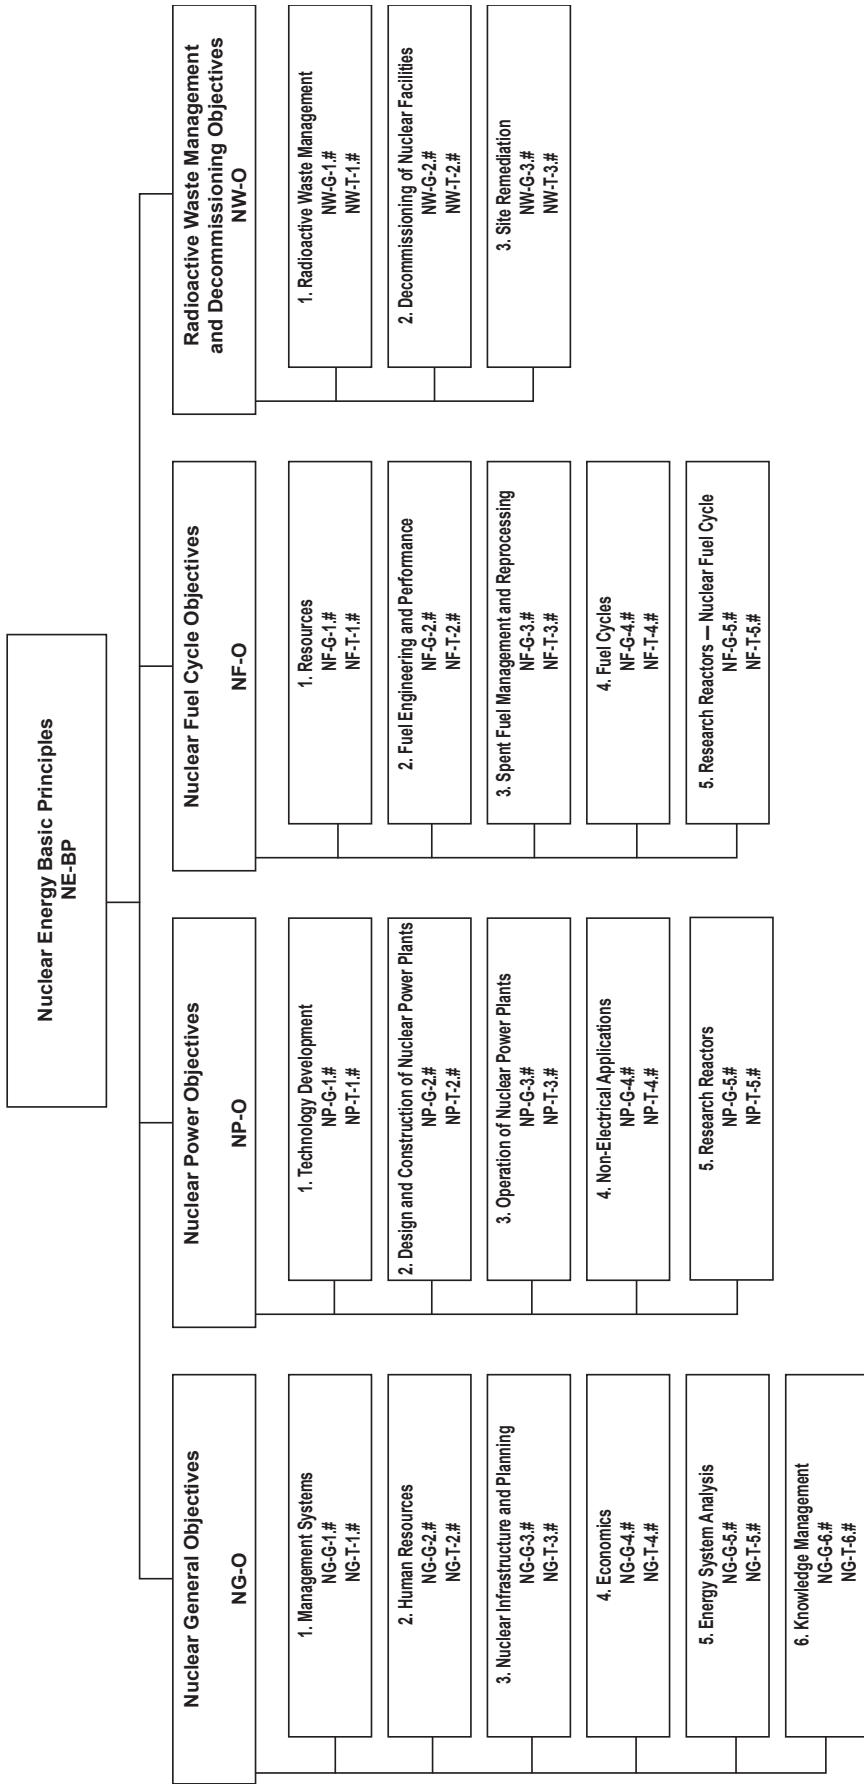 Nuclear Energy Basic Principles
NE-BP
Nuclear General Objectives
NG-O
1. Management Systems
NG-G-1.#
NG-T-1.#
2. Human Resources
NG-G-2.#
NG-T-2.#
3. Nuclear Infrastructure and Planning
NG-G-3.#
NG-T-3.#
4. Economics
NG-G-4.#
NG-T-4.#
5. Energy System Analysis
NG-G-5.#
NG-T-5.#
6. Knowledge Management
NG-G-6.#
NG-T-6.#
Nuclear Power Objectives
NP-O
1. Technology Development
NP-G-1.#
NP-T-1.#
2. Design and Construction of Nuclear Power Plants
NP-G-2.#
NP-T-2.#
3. Operation of Nuclear Power Plants
NP-G-3.#
NP-T-3.#
4. Non-Electrical Applications
NP-G-4.#
NP-T-4.#
5. Research Reactors
NP-G-5.#
NP-T-5.#
Nuclear Fuel Cycle Objectives
NF-O
1. Resources
NF-G-1.#
NF-T-1.#
2. Fuel Engineering and Performance
NF-G-2.#
NF-T-2.#
3. Spent Fuel Management and Reprocessing
NF-G-3.#
NF-T-3.#
4. Fuel Cycles
NF-G-4.#
NF-T-4.#
5. Research Reactors — Nuclear Fuel Cycle
NF-G-5.#
NF-T-5.#
Radioactive Waste Management
and Decommissioning Objectives
NW-O
1. Radioactive Waste Management
NW-G-1.#
NW-T-1.#
2. Decommissioning of Nuclear Facilities
NW-G-2.#
NW-T-2.#
3. Site Remediation
NW-G-3.#
NW-T-3.#